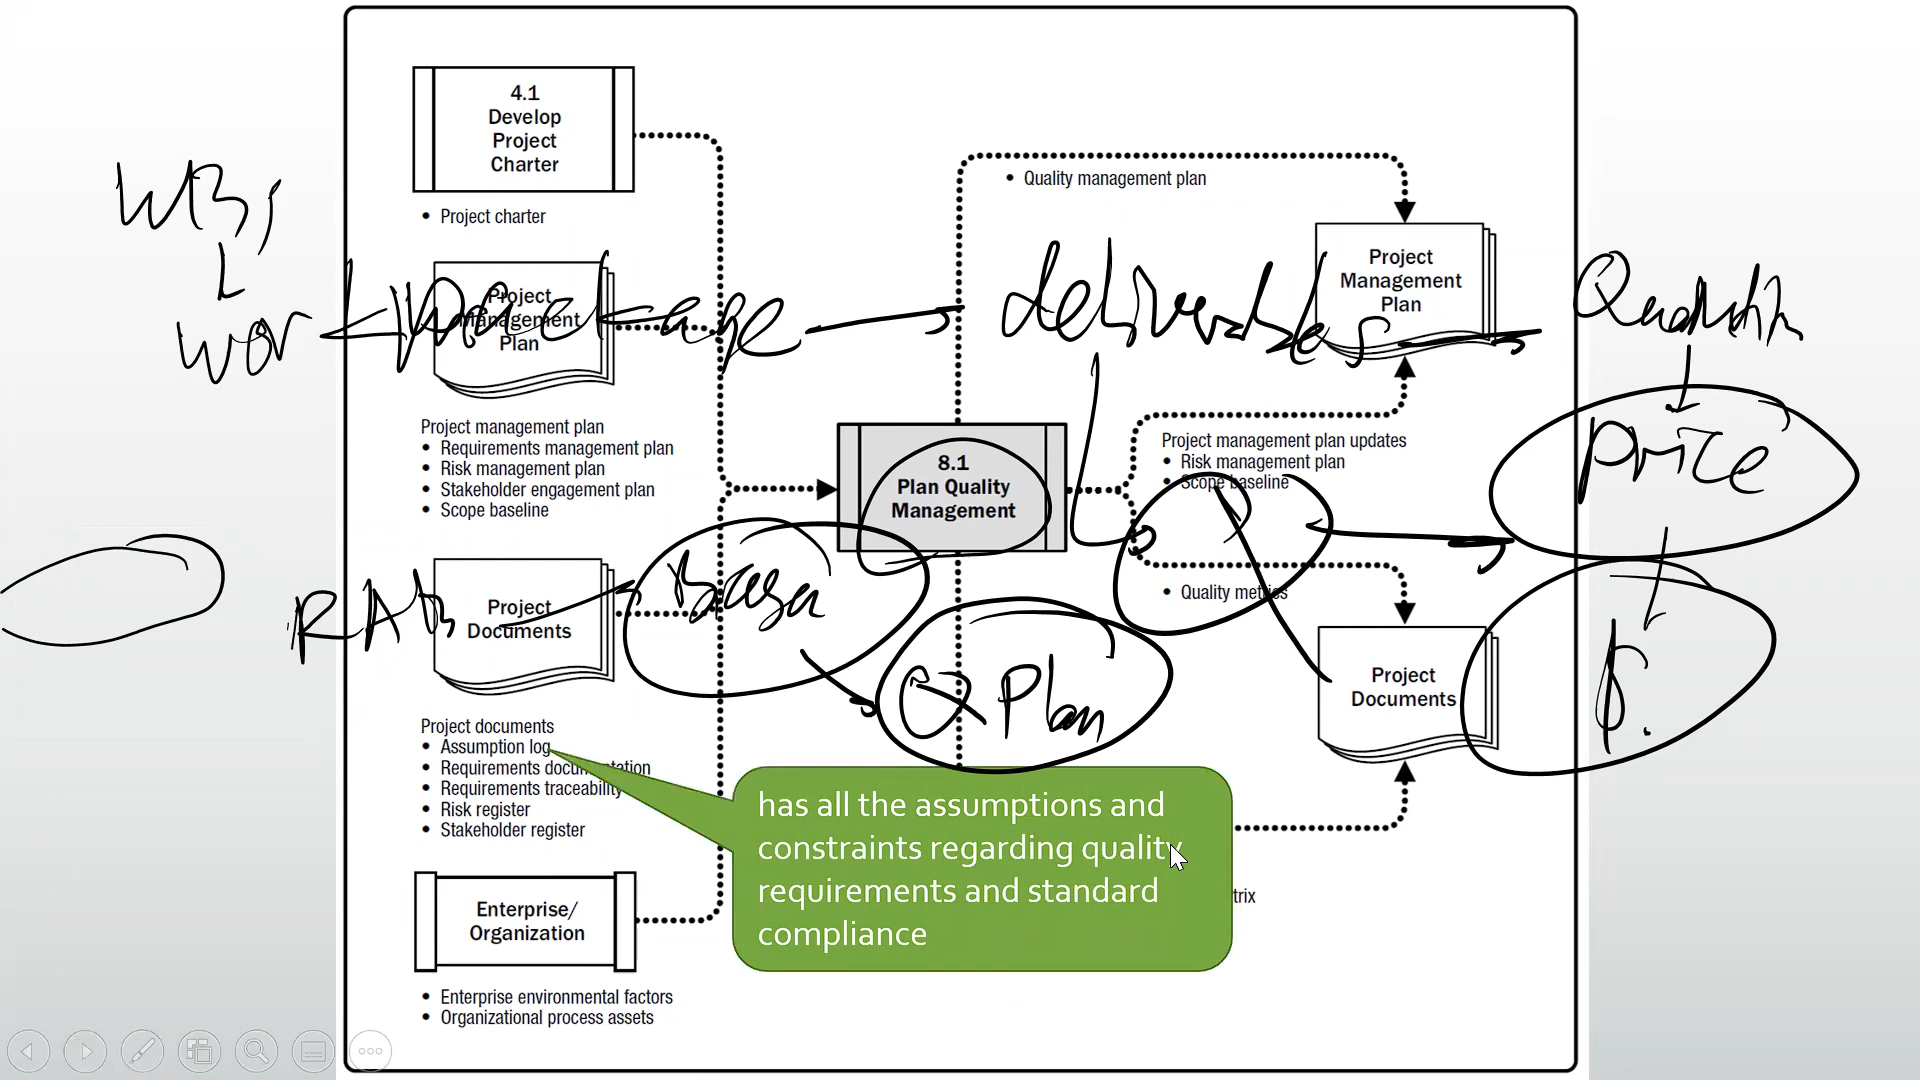 4.1
Develop
Project
Charter
• Project charter
• Quality management plan
WBS
Project
Management
Plan
Project
Management
Plan
work package
deliverables
Quality
Price
Project management plan
• Requirements management plan
• Risk management plan
• Stakeholder engagement plan
• Scope baseline
8.1
Plan Quality
Management
Project management plan updates
• Risk management plan
• Scope baseline
• Quality metrics
Project
Documents
Q Plan
Project
Documents
Project documents
• Assumption log
• Requirements documentation
• Requirements traceability
• Risk register
• Stakeholder register
has all the assumptions and
constraints regarding quality
requirements and standard
compliance
trix
Enterprise/
Organization
• Enterprise environmental factors
• Organizational process assets